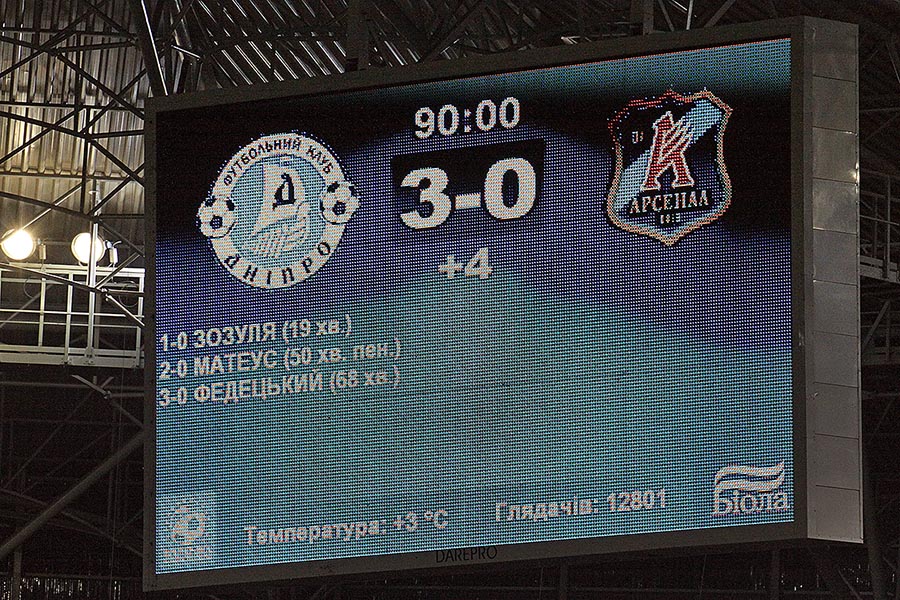 90:00
ФУТБОЛЬНИЙ КЛУБ
Д
ДНІПРО
3-0
К
АРСЕНАЛ
+4
1-0 ЗОЗУЛЯ (19 хв.)
2-0 МАТЕУС (50 хв. пен.)
3-0 ФЕДЕЦЬКИЙ (68 хв.)
Температура: +3 °C
Глядачів: 12801
Біола
DAREPRO